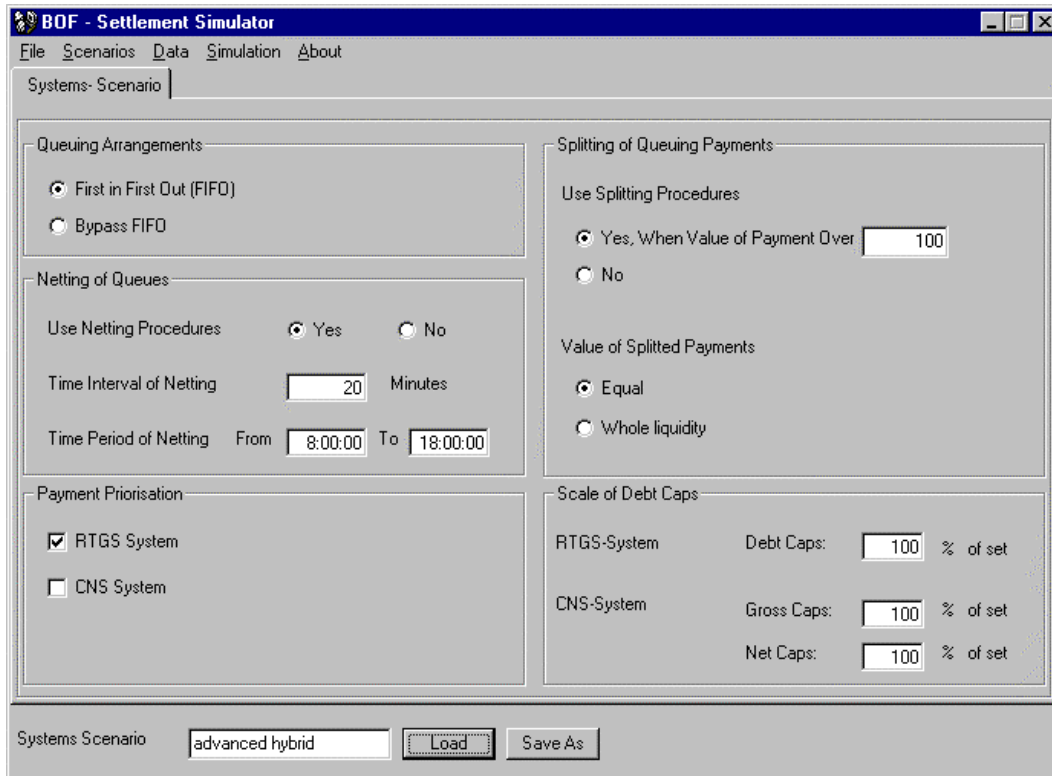 BOF - Settlement Simulator
File Scenarios Data Simulation About
Systems- Scenario
Queuing Arrangements
First in First Out (FIFO)
Bypass FIFO
Netting of Queues
Use Netting Procedures Yes No
Time Interval of Netting 20 Minutes
Time Period of Netting From 8:00:00 To 18:00:00
Payment Priorisation
RTGS System
CNS System
Splitting of Queuing Payments
Use Splitting Procedures
Yes, When Value of Payment Over 100
No
Value of Splitted Payments
Equal
Whole liquidity
Scale of Debt Caps
RTGS-System Debt Caps: 100 % of set
CNS-System Gross Caps: 100 % of set
Net Caps: 100 % of set
Systems Scenario advanced hybrid Load Save As